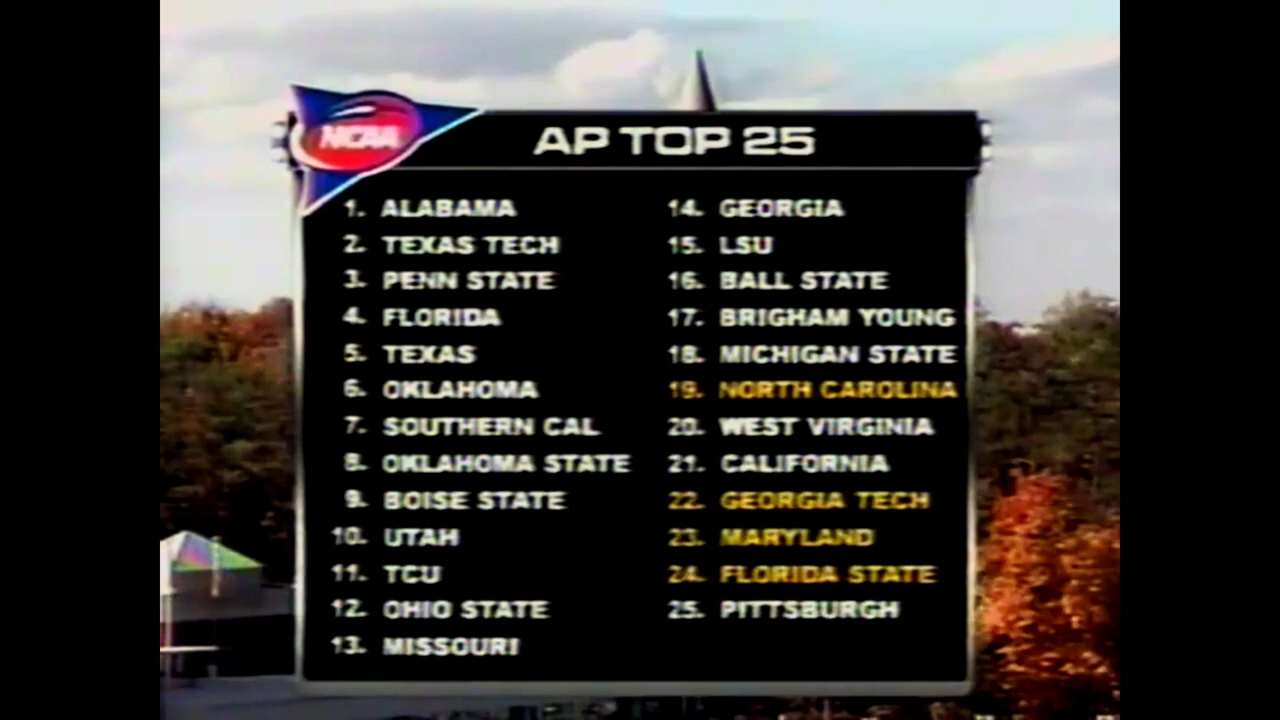 NCAA
AP TOP 25
1. ALABAMA
2. TEXAS TECH
3. PENN STATE
4. FLORIDA
5. TEXAS
6. OKLAHOMA
7. SOUTHERN CAL
8. OKLAHOMA STATE
9. BOISE STATE
10. UTAH
11. TCU
12. OHIO STATE
13. MISSOURI
14. GEORGIA
15. LSU
16. BALL STATE
17. BRIGHAM YOUNG
18. MICHIGAN STATE
19. NORTH CAROLINA
20. WEST VIRGINIA
21. CALIFORNIA
22. GEORGIA TECH
23. MARYLAND
24. FLORIDA STATE
25. PITTSBURGH